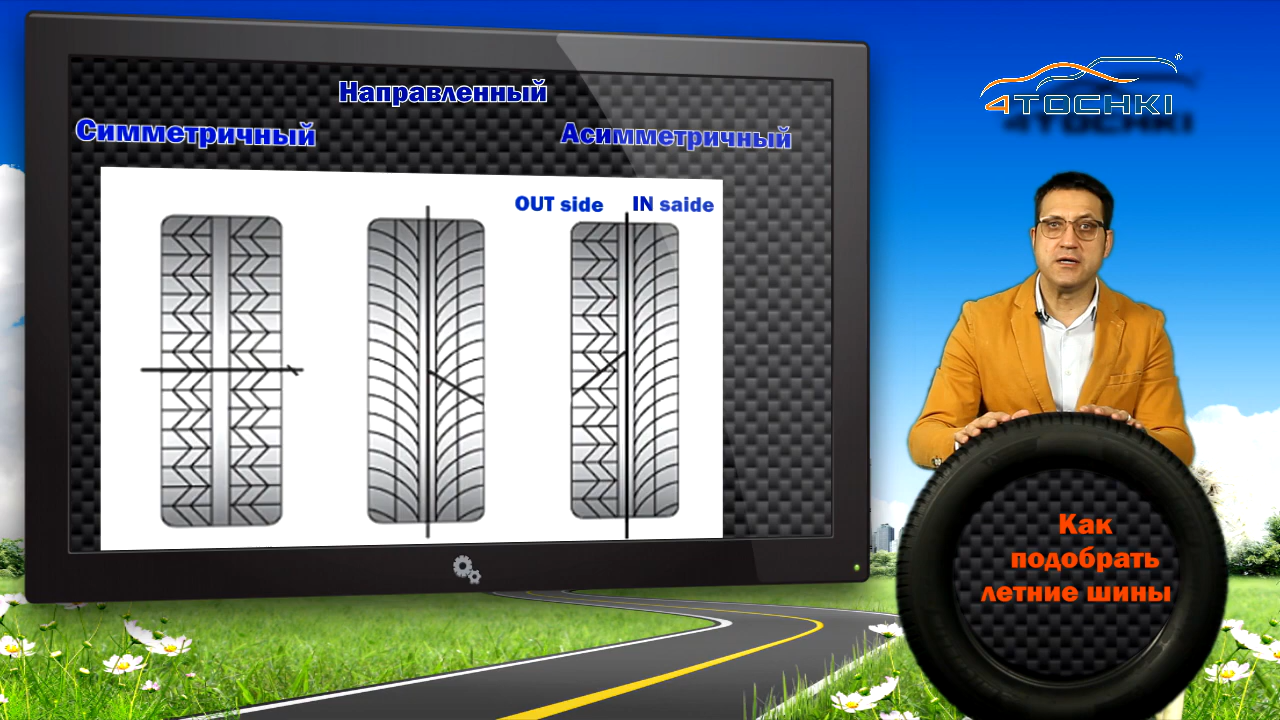 Направленный
Симметричный
Асимметричный
OUT side
IN saide
4TOCHKI
®
Как
подобрать
летние шины